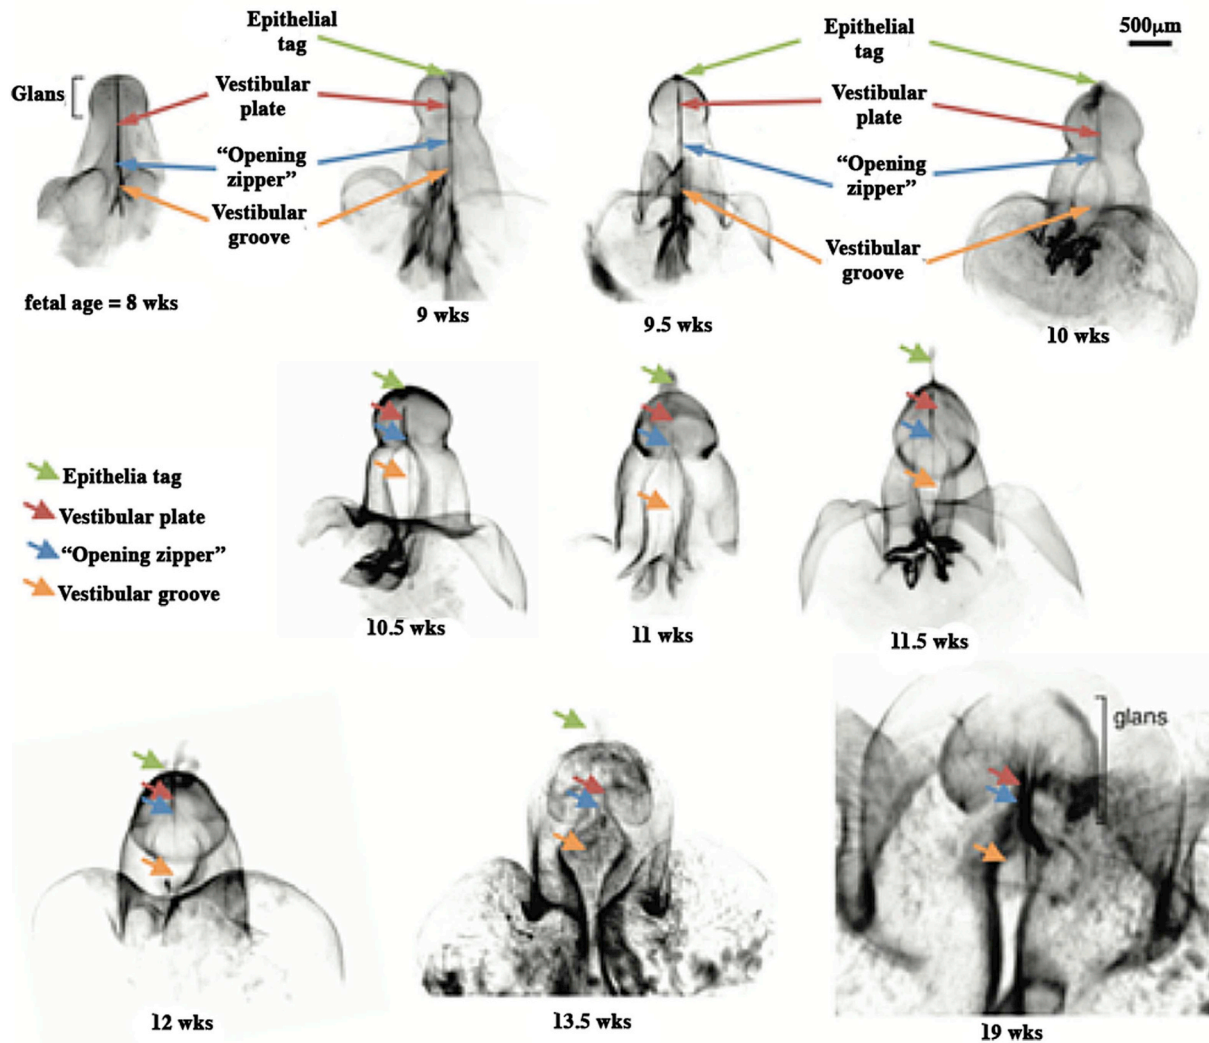 Epithelial
tag
Epithelial
tag
500μm
Glans
Vestibular
plate
Vestibular
plate
“Opening
zipper”
“Opening
zipper”
Vestibular
groove
Vestibular
groove
fetal age = 8 wks
9 wks
9.5 wks
10 wks
Epithelia tag
Vestibular plate
“Opening zipper”
Vestibular groove
10.5 wks
11 wks
11.5 wks
glans
12 wks
13.5 wks
19 wks